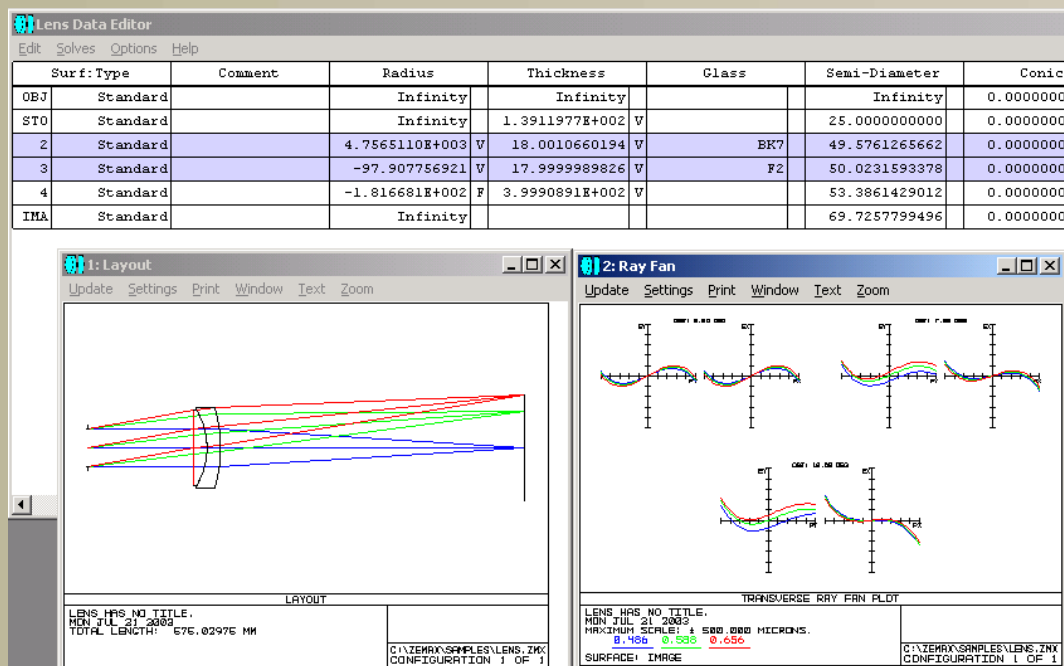 Lens Data Editor
Edit Solves Options Help
Surf:Type Comment Radius Thickness Glass Semi-Diameter Conic
OBJ Standard Infinity Infinity Infinity 0.0000000
STO Standard Infinity 1.3911977E+002 V 25.0000000000 0.0000000
2 Standard 4.7565110E+003 V 18.0010660194 V BK7 49.5761265662 0.0000000
3 Standard -97.907756921 V 17.9999989826 V F2 50.0231593378 0.0000000
4 Standard -1.816681E+002 F 3.9990891E+002 V 53.3861429012 0.0000000
IMA Standard Infinity 69.7257799496 0.0000000
1: Layout
Update Settings Print Window Text Zoom
LAYOUT
LENS HAS NO TITLE.
MON JUL 21 2003
TOTAL LENGTH: 575.02975 MM
C:\ZEMAX\SAMPLES\LENS.ZMX
CONFIGURATION 1 OF 1
2: Ray Fan
Update Settings Print Window Text Zoom
EY EX EY EX
EY EX
TRANSVERSE RAY FAN PLOT
LENS HAS NO TITLE.
MON JUL 21 2003
MAXIMUM SCALE: ± 500.000 MICRONS.
0.486 0.588 0.656
SURFACE: IMAGE
C:\ZEMAX\SAMPLES\LENS.ZMX
CONFIGURATION 1 OF 1